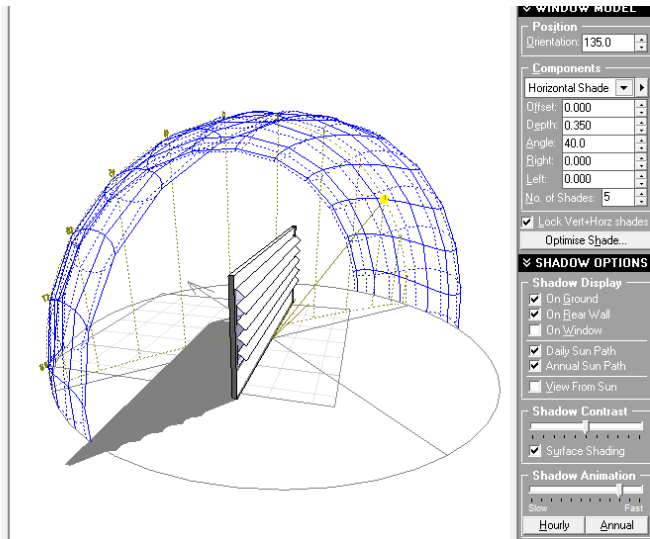 WINDOW MODEL
Position
Orientation: 135.0
Components
Horizontal Shade
Offset: 0.000
Depth: 0.350
Angle: 40.0
Right: 0.000
Left: 0.000
No. of Shades: 5
Lock Vert+Horz shades
Optimise Shade...
SHADOW OPTIONS
Shadow Display
On Ground
On Rear Wall
On Window
Daily Sun Path
Annual Sun Path
View From Sun
Shadow Contrast
Surface Shading
Shadow Animation
Slow Fast
Hourly Annual